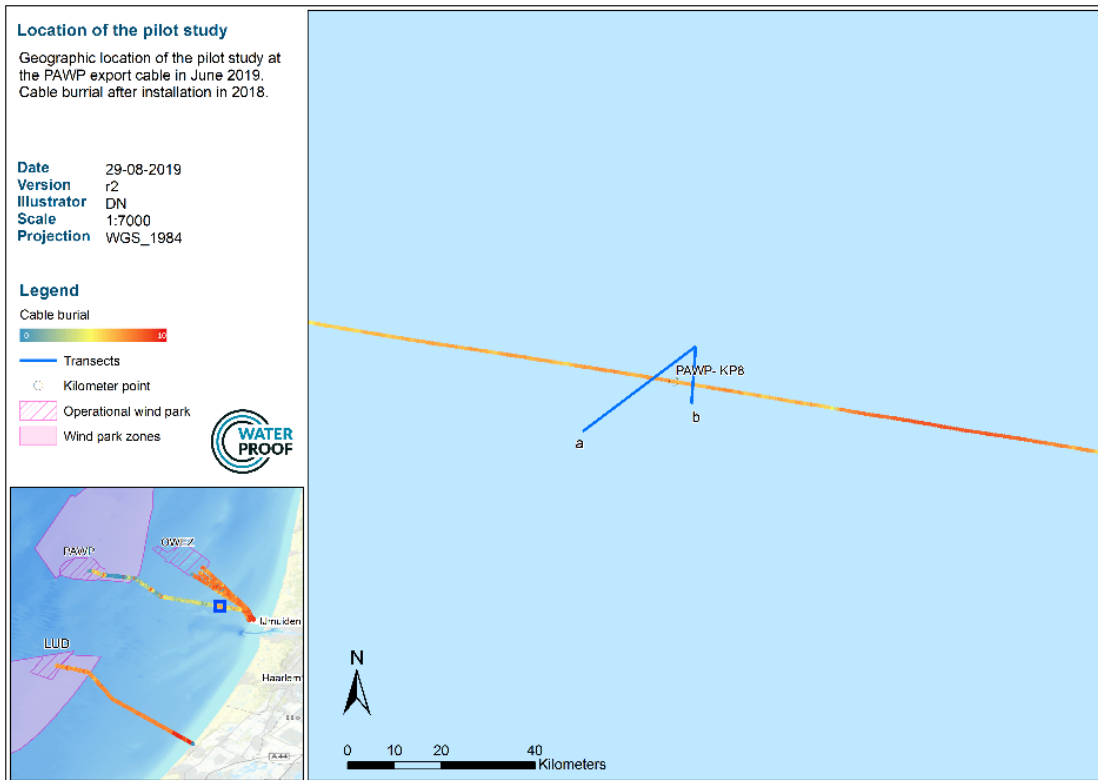 Location of the pilot study
Geographic location of the pilot study at
the PAWP export cable in June 2019.
Cable burrial after installation in 2018.
Date 29-08-2019
Version r2
Illustrator DN
Scale 1:7000
Projection WGS_1984
Legend
Cable burial
0 10
Transects
Kilometer point
Operational wind park
Wind park zones
WATER
PROOF
PAWP- KP8
a
b
PAWP
OWEZ
IJmuiden
LUD
Haarlem
A 44
N
0 10 20 40
Kilometers